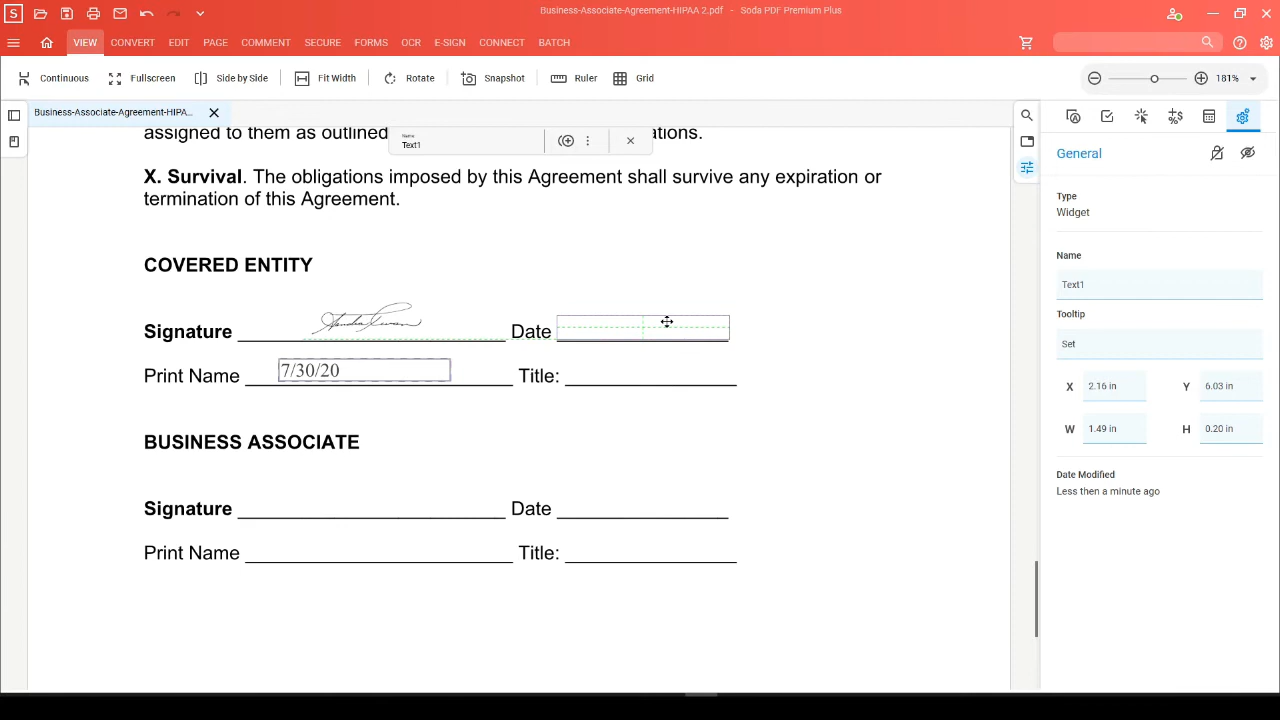 S
Business-Associate-Agreement-HIPAA 2.pdf - Soda PDF Premium Plus
VIEW CONVERT EDIT PAGE COMMENT SECURE FORMS OCR E-SIGN CONNECT BATCH
Continuous Fullscreen Side by Side Fit Width Rotate Snapshot Ruler Grid 181%
Business-Associate-Agreement-HIPA...
assigned to them as outlined
ations.
Name
Text1
X. Survival. The obligations imposed by this Agreement shall survive any expiration or
termination of this Agreement.
COVERED ENTITY
Signature Date
Print Name 7/30/20 Title:
BUSINESS ASSOCIATE
Signature Date
Print Name Title:
General
Type
Widget
Name
Text1
Tooltip
Set
X 2.16 in Y 6.03 in
W 1.49 in H 0.20 in
Date Modified
Less then a minute ago